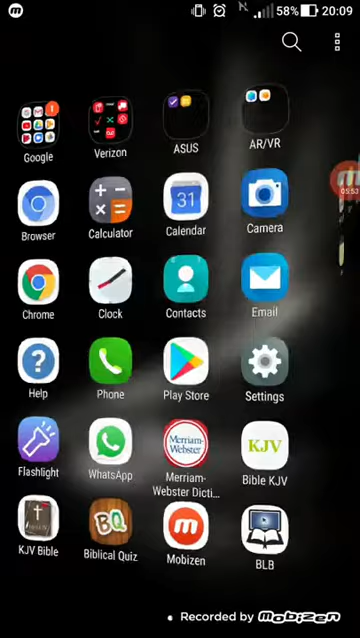 58% 20:09
Google Verizon ASUS AR/VR
Browser Calculator Calendar Camera
31
05:53
Chrome Clock Contacts Email
Help Phone Play Store Settings
Merriam-
Webster
KJV
Flashlight WhatsApp Merriam-
Webster Dicti... Bible KJV
BQ
KJV Bible Biblical Quiz Mobizen BLB
Recorded by mobizen